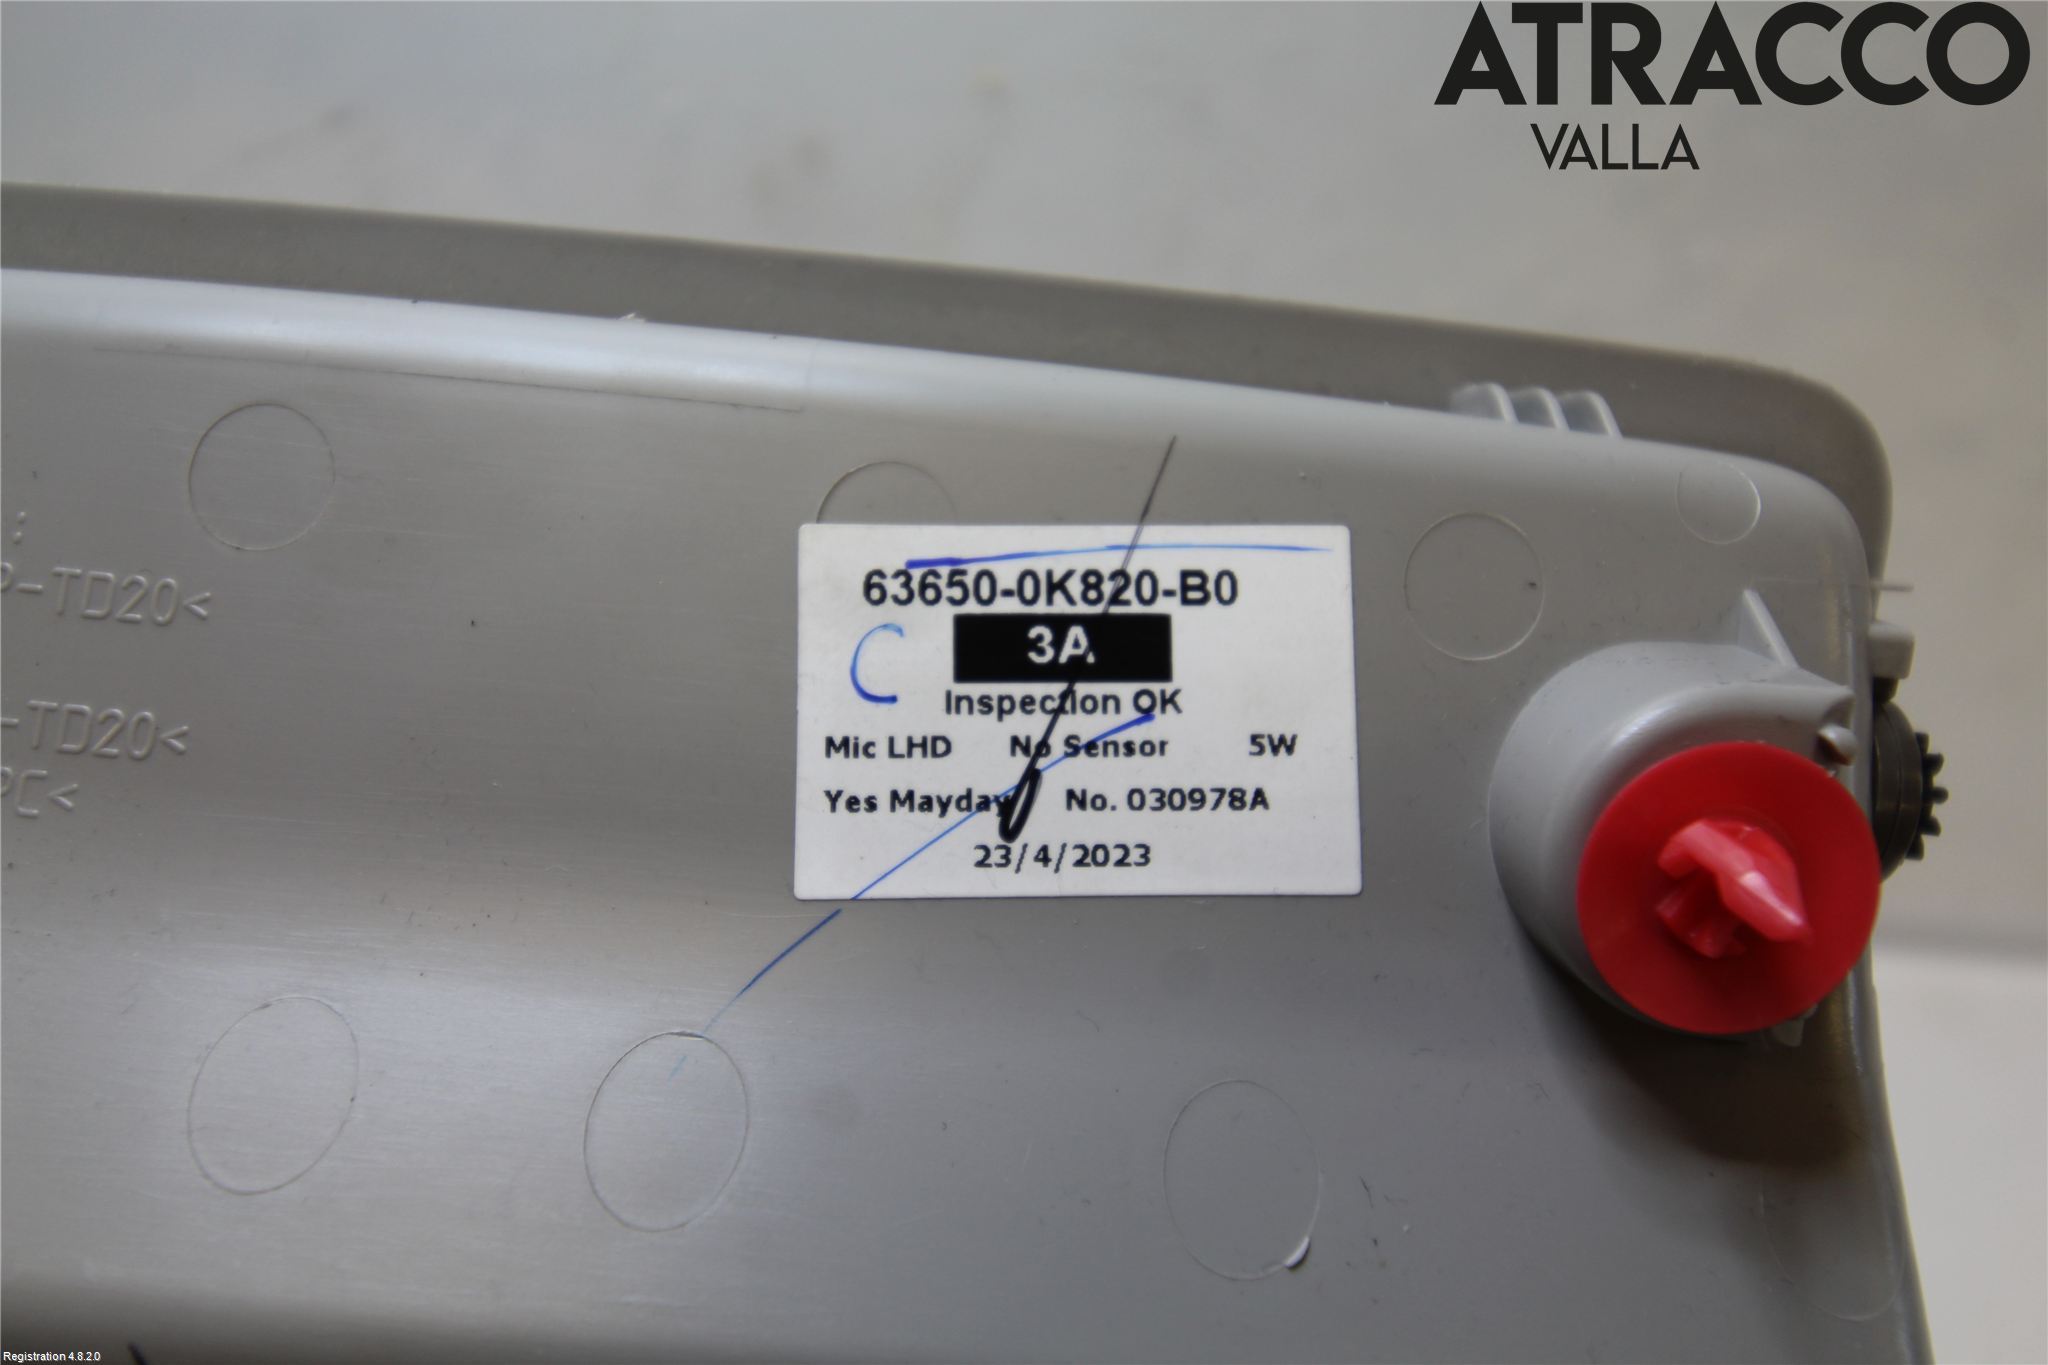 ATRACCO
VALLA
:
P-TD20<
-TD20<
PC<
63650-0K820-B0
C
3A
Inspection OK
Mic LHD No Sensor 5W
Yes Mayday No. 030978A
23/4/2023
Registration 4.8.2.0